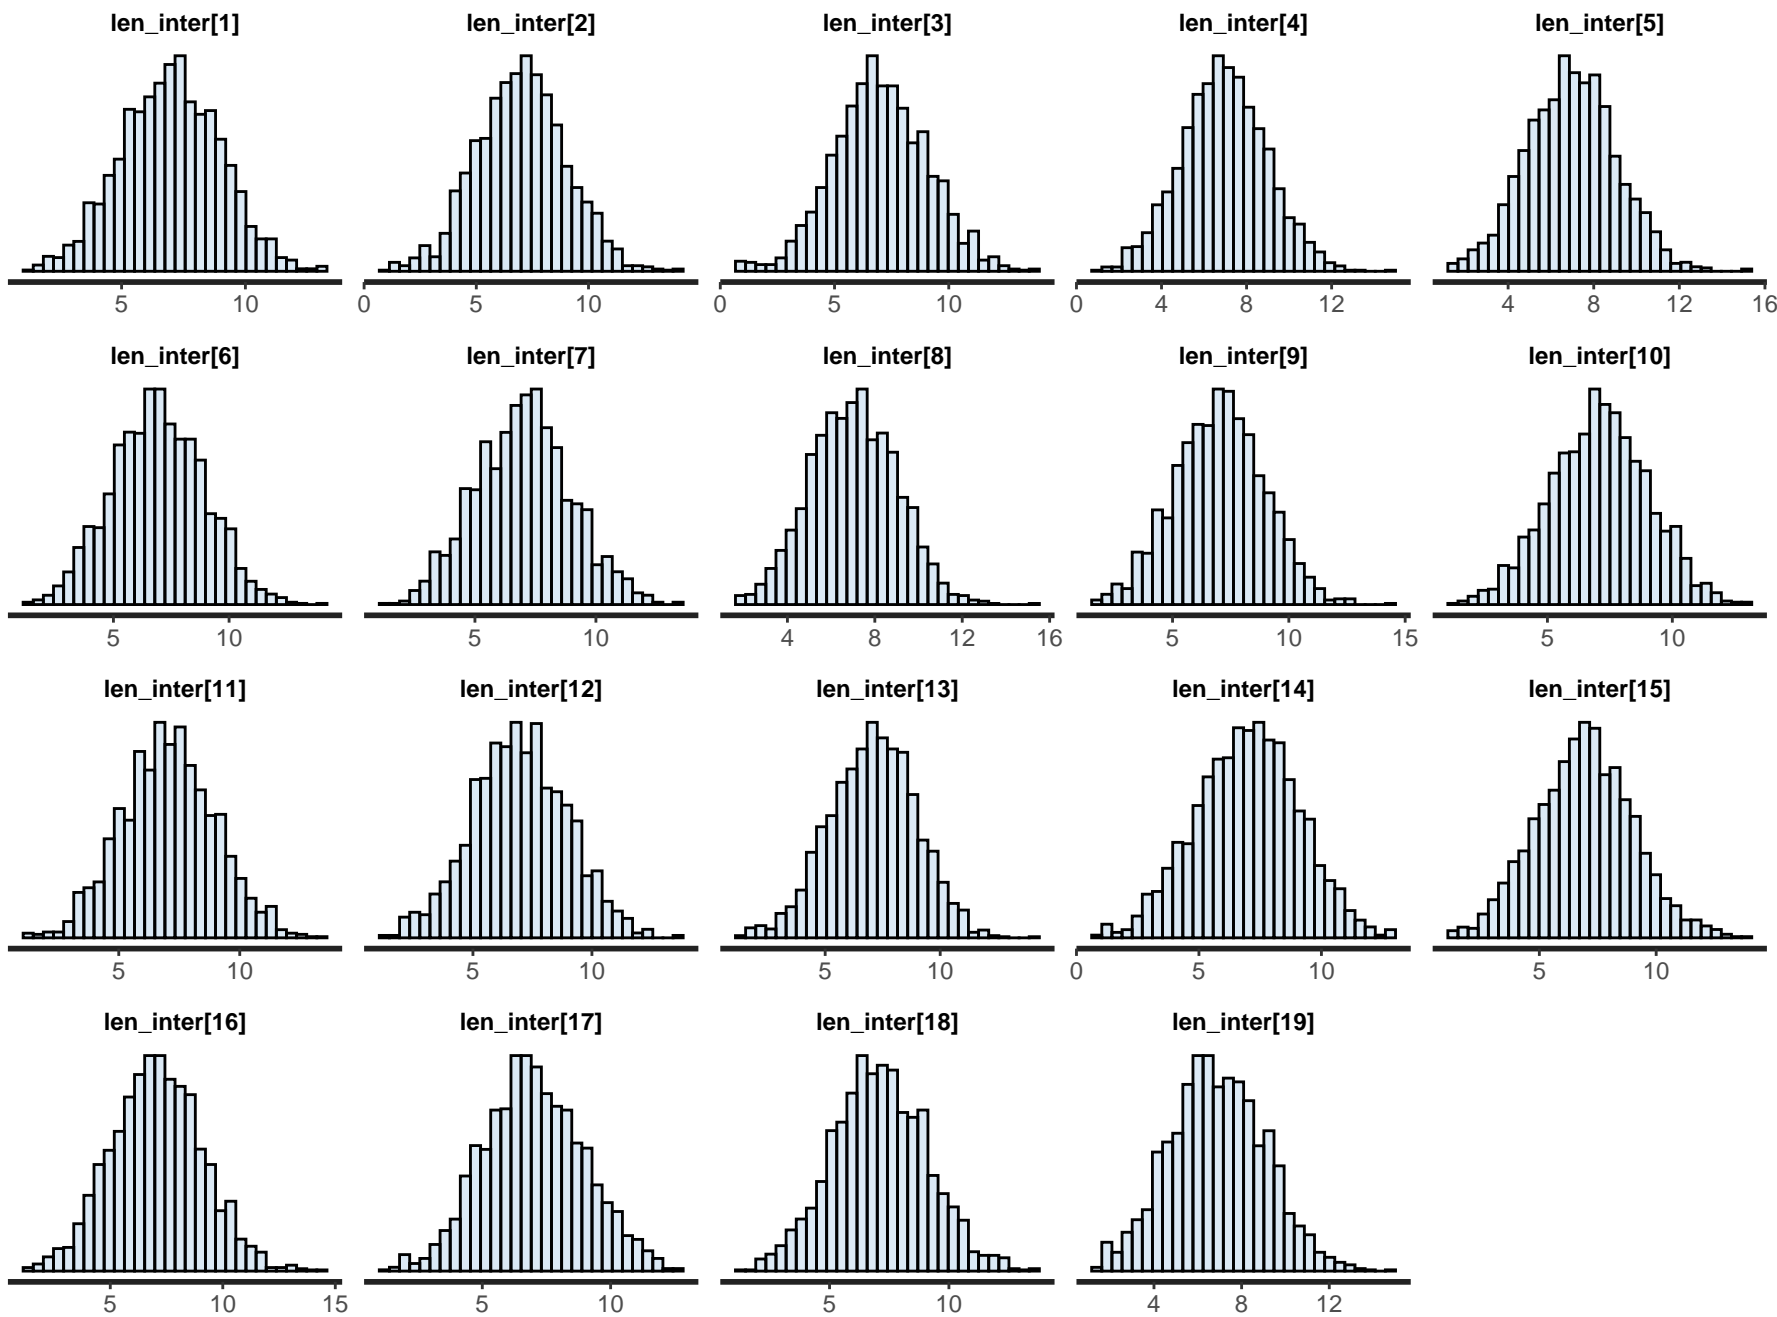 len_inter[1] len_inter[2] len_inter[3] len_inter[4] len_inter[5]
5 10 0 5 10 0 5 10 0 4 8 12 4 8 12 16
len_inter[6] len_inter[7] len_inter[8] len_inter[9] len_inter[10]
5 10 5 10 4 8 12 16 5 10 15 5 10
len_inter[11] len_inter[12] len_inter[13] len_inter[14] len_inter[15]
5 10 5 10 5 10 0 5 10 5 10
len_inter[16] len_inter[17] len_inter[18] len_inter[19]
5 10 15 5 10 5 10 4 8 12